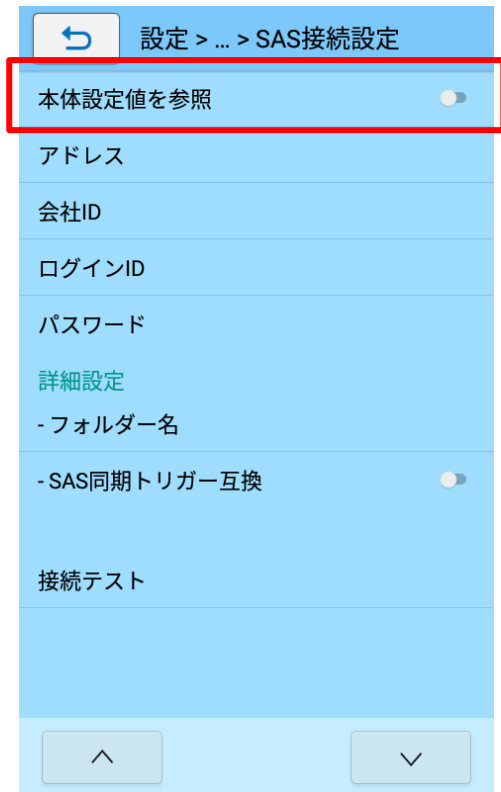 設定 > ... > SAS接続設定
本体設定値を参照
アドレス
会社ID
ログインID
パスワード
詳細設定
- フォルダー名
- SAS同期トリガー互換
接続テスト